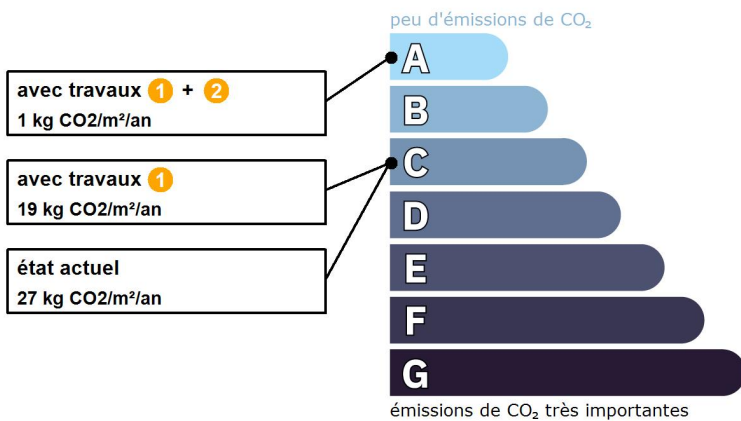 peu d'émissions de CO₂
A
avec travaux 1 + 2
1 kg CO2/m²/an
B
avec travaux 1
19 kg CO2/m²/an
C
D
état actuel
27 kg CO2/m²/an
E
F
G
émissions de CO₂ très importantes